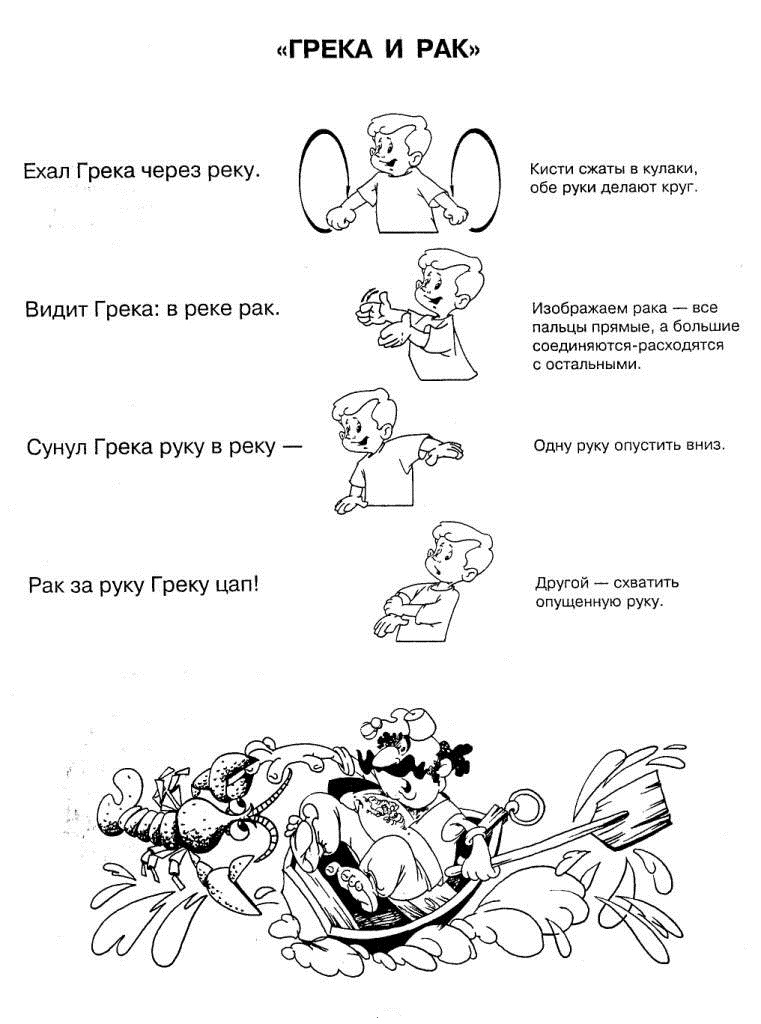 «ГРЕКА И РАК»
Ехал Грека через реку.
Кисти сжаты в кулаки,
обе руки делают круг.
Видит Грека: в реке рак.
Изображаем рака — все
пальцы прямые, а большие
соединяются-расходятся
с остальными.
Сунул Грека руку в реку —
Одну руку опустить вниз.
Рак за руку Греку цап!
Другой — схватить
опущенную руку.